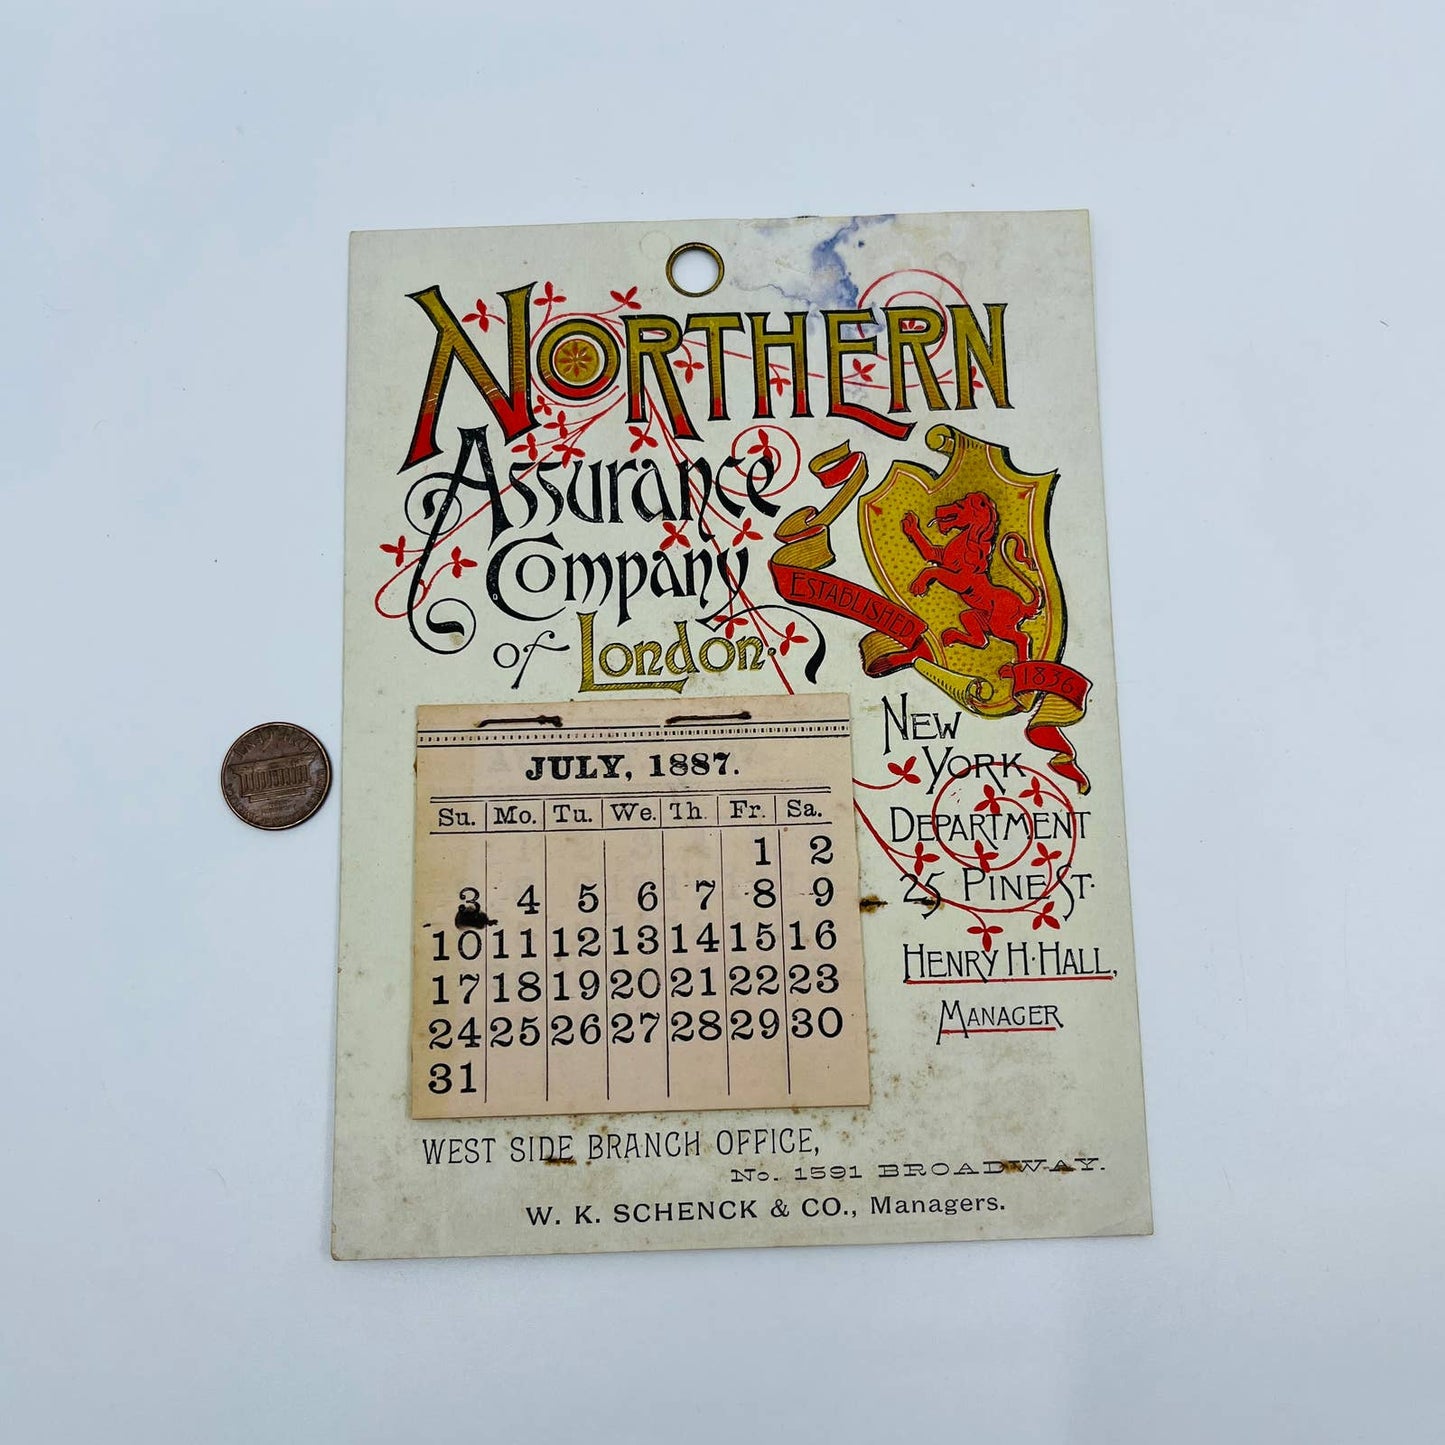 NORTHERN
Assurance
Company
of London.
ESTABLISHED
1836
NEW
YORK
DEPARTMENT
25 PINE ST.
HENRY H. HALL,
MANAGER
JULY, 1887.
Su. Mo. Tu. We. Th. Fr. Sa.
1 2
3 4 5 6 7 8 9
10 11 12 13 14 15 16
17 18 19 20 21 22 23
24 25 26 27 28 29 30
31
WEST SIDE BRANCH OFFICE,
No. 1591 BROADWAY.
W. K. SCHENCK & CO., Managers.